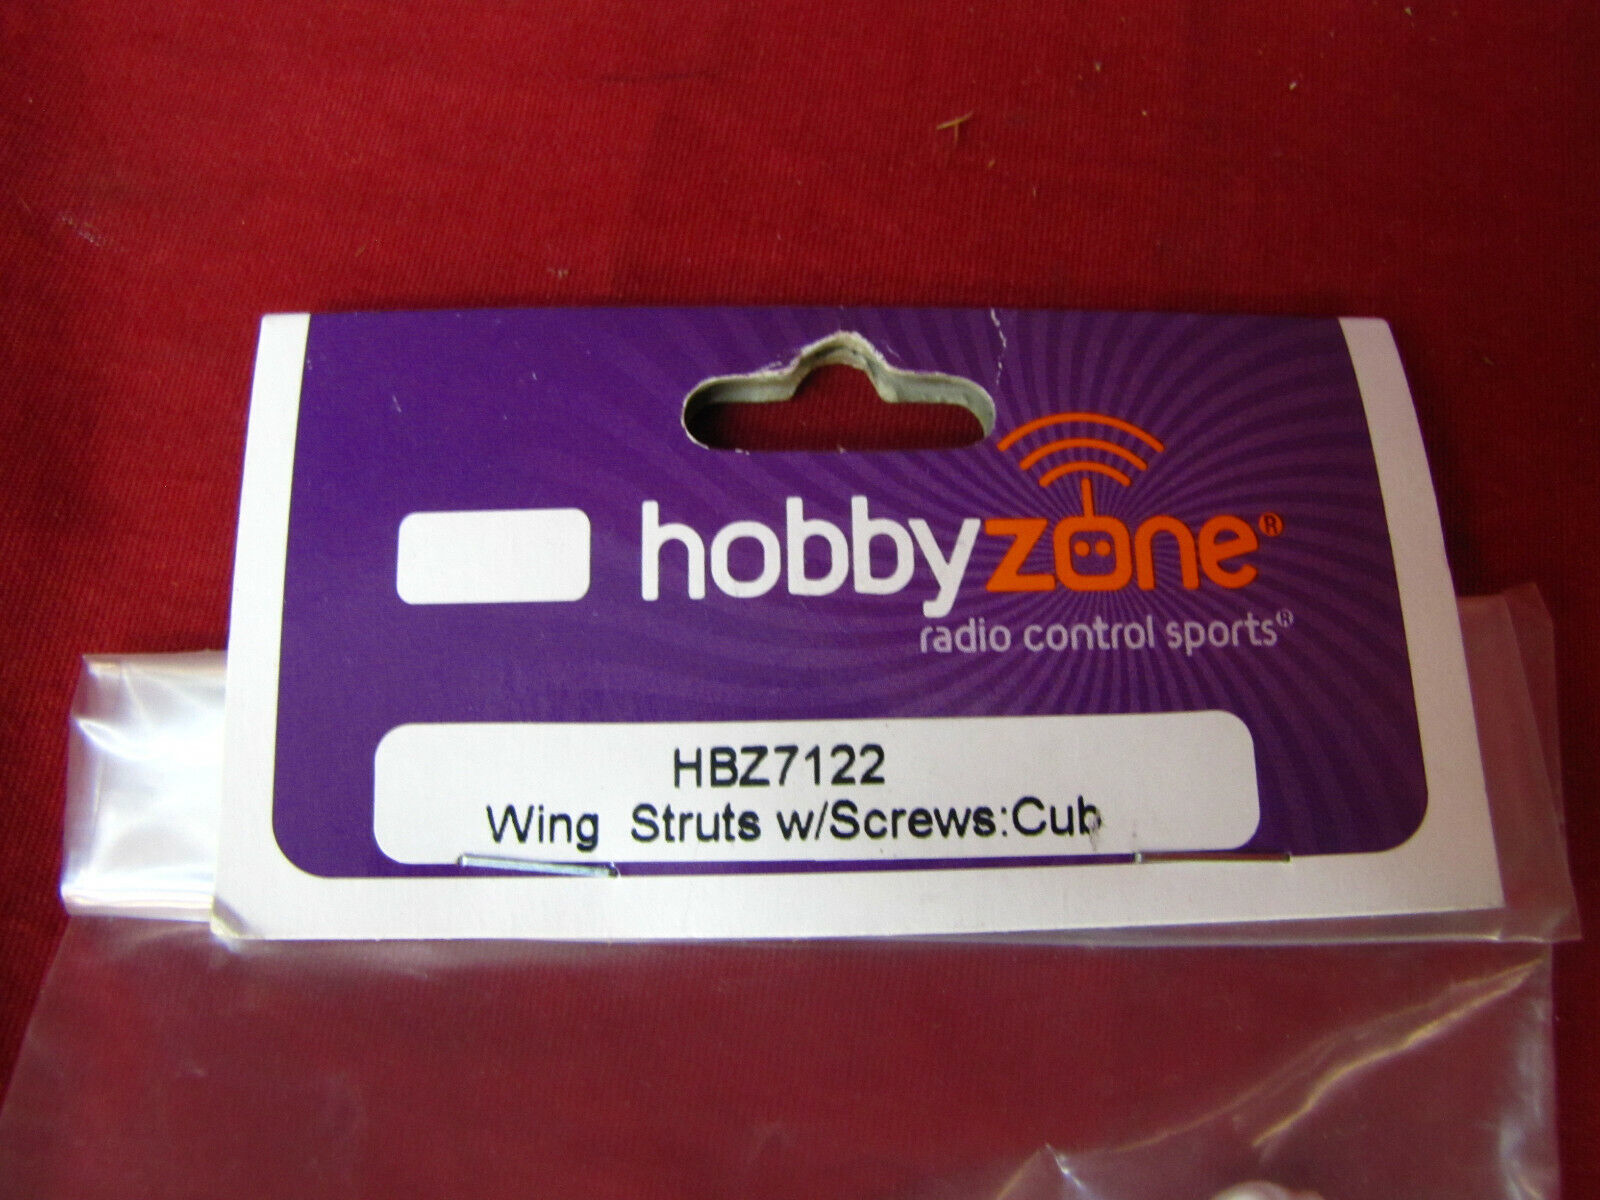 hobbyzone®
radio control sports®
HBZ7122
Wing Struts w/Screws:Cub